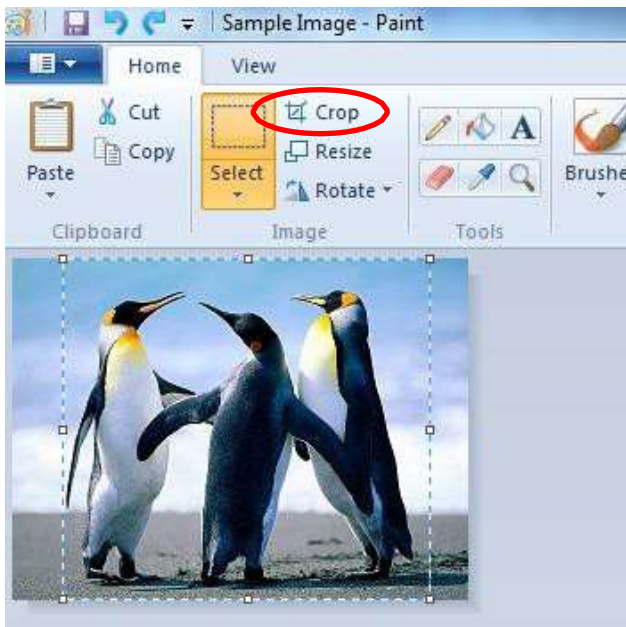 Sample Image - Paint
Home View
Cut
Copy
Paste
Clipboard
Select
Crop
Resize
Rotate
Image
A
Tools
Brushe